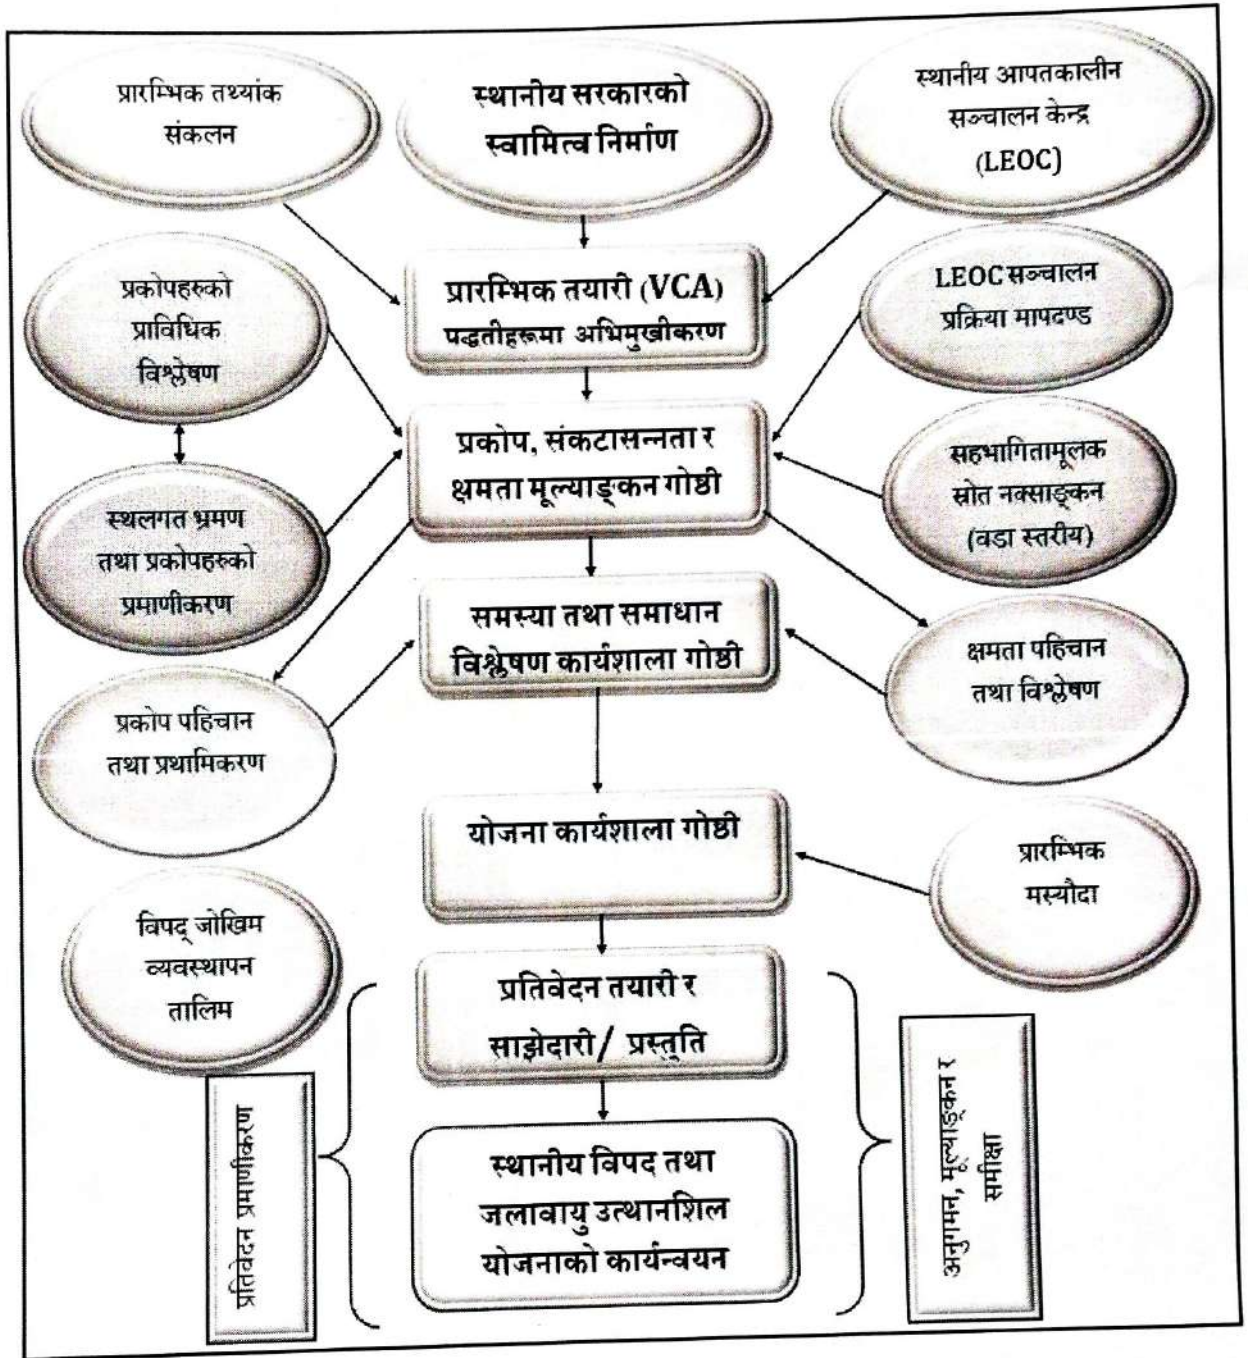 प्रारम्भिक तथ्यांक
संकलन
स्थानीय सरकारको
स्वामित्व निर्माण
स्थानीय आपतकालीन
सञ्चालन केन्द्र
(LEOC)
प्रकोपहरुको
प्राविधिक
विश्लेषण
प्रारम्भिक तयारी (VCA)
पद्धतीहरूमा अभिमुखीकरण
LEOC सञ्चालन
प्रक्रिया मापदण्ड
प्रकोप, संकटासन्नता र
क्षमता मूल्याङ्कन गोष्ठी
सहभागितामूलक
स्रोत नक्साङ्कन
(वडा स्तरीय)
स्थलगत भ्रमण
तथा प्रकोपहरुको
प्रमाणीकरण
समस्या तथा समाधान
विश्लेषण कार्यशाला गोष्ठी
क्षमता पहिचान
तथा विश्लेषण
प्रकोप पहिचान
तथा प्रथामिकरण
योजना कार्यशाला गोष्ठी
प्रारम्भिक
मस्यौदा
विपद् जोखिम
व्यवस्थापन
तालिम
प्रतिवेदन तयारी र
साझेदारी/ प्रस्तुति
प्रतिवेदन प्रमाणीकरण
स्थानीय विपद तथा
जलावायु उत्थानशिल
योजनाको कार्यन्वयन
अनुगमन, मूल्याङ्कन र
समीक्षा